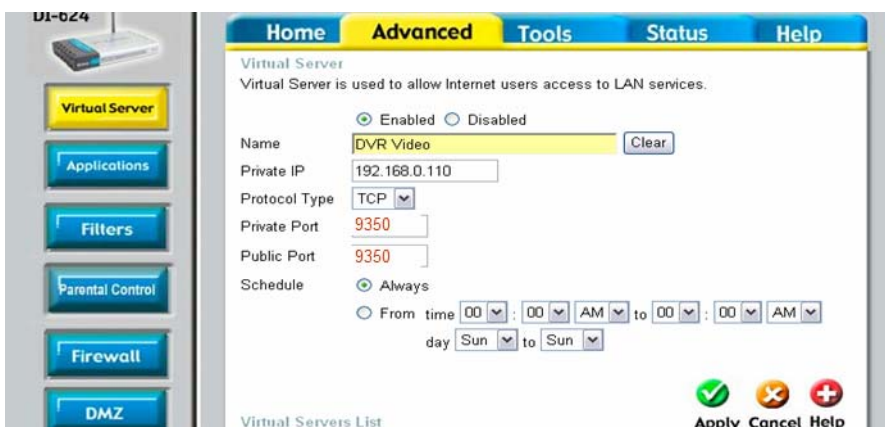 DI-624
Home Advanced Tools Status Help
Virtual Server
Applications
Filters
Parental Control
Firewall
DMZ
Virtual Server
Virtual Server is used to allow Internet users access to LAN services.
Enabled Disabled
Name DVR Video Clear
Private IP 192.168.0.110
Protocol Type TCP
Private Port 9350
Public Port 9350
Schedule Always
From time 00 : 00 AM to 00 : 00 AM
day Sun to Sun
Apply Cancel Help
Virtual Servers List